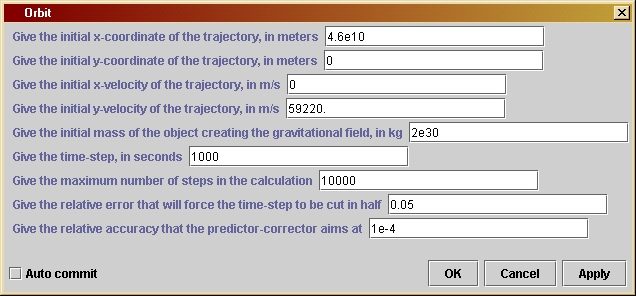 Orbit
Give the initial x-coordinate of the trajectory, in meters 4.6e10
Give the initial y-coordinate of the trajectory, in meters 0
Give the initial x-velocity of the trajectory, in m/s 0
Give the initial y-velocity of the trajectory, in m/s 59220.
Give the initial mass of the object creating the gravitational field, in kg 2e30
Give the time-step, in seconds 1000
Give the maximum number of steps in the calculation 10000
Give the relative error that will force the time-step to be cut in half 0.05
Give the relative accuracy that the predictor-corrector aims at 1e-4
Auto commit OK Cancel Apply